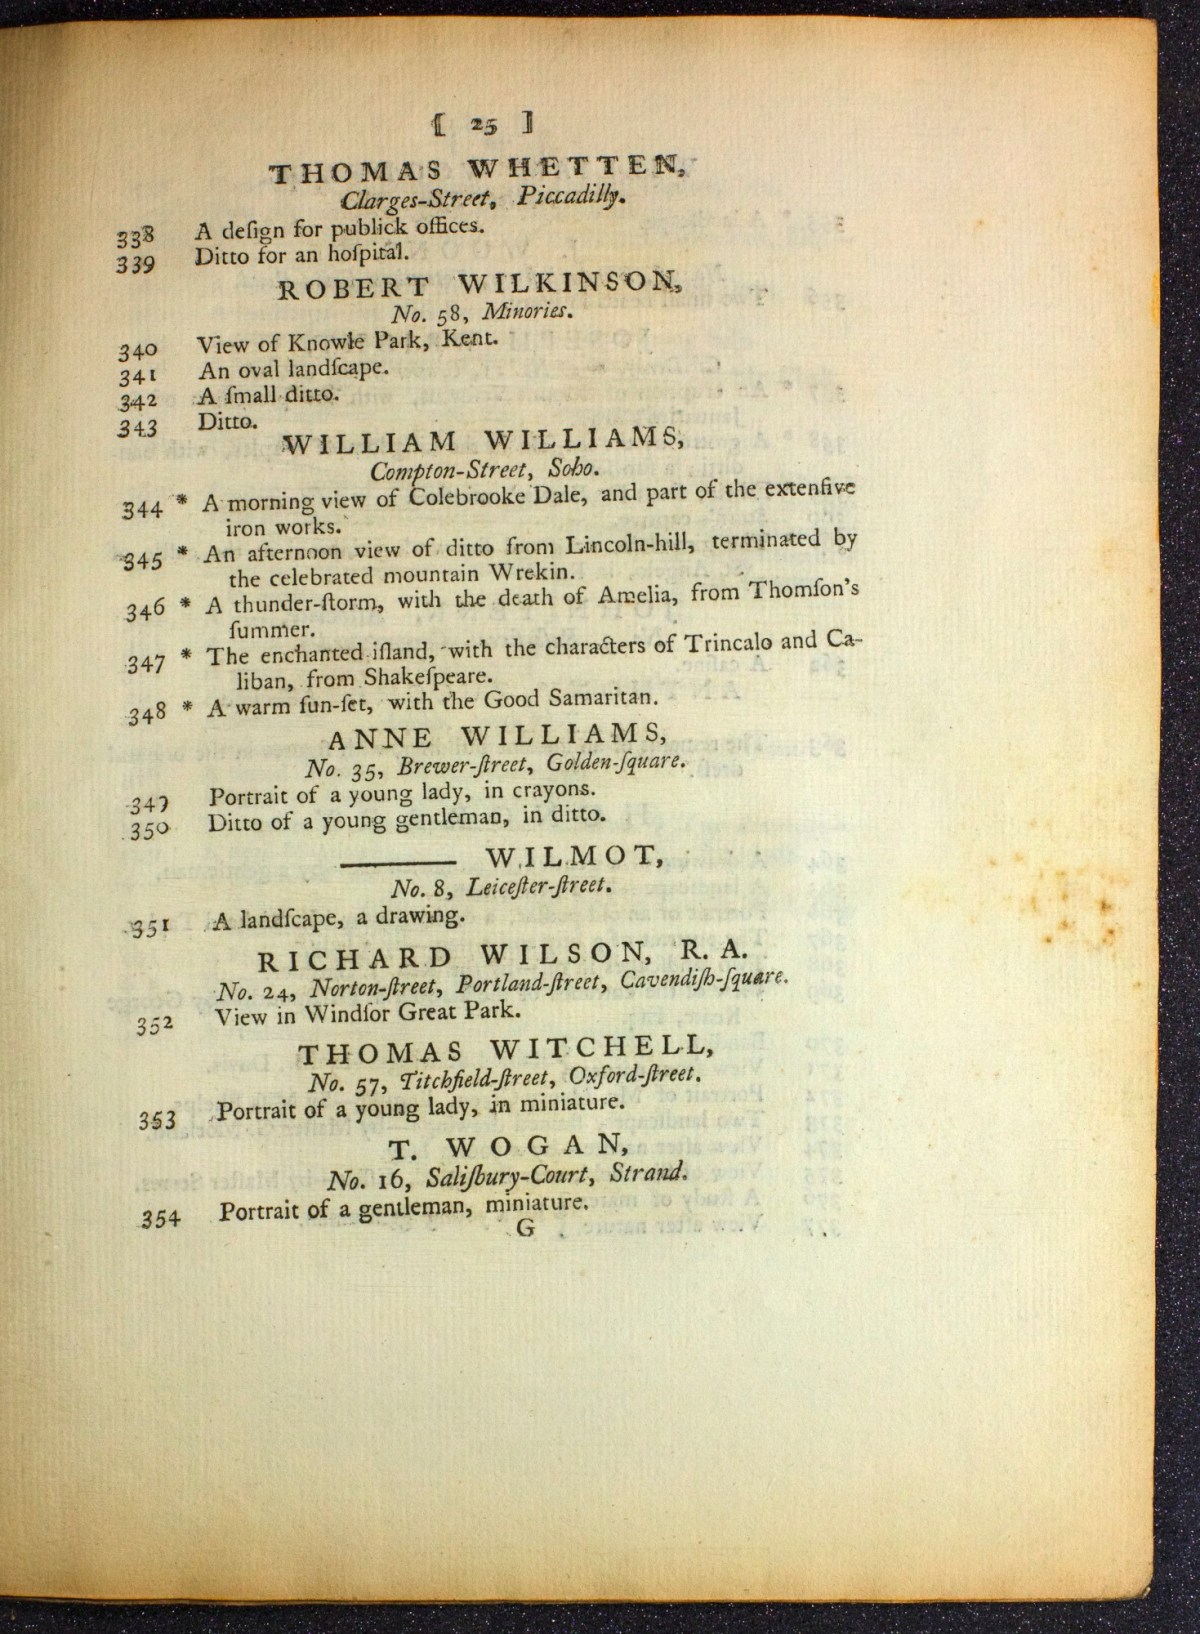 [ 25 ]
THOMAS WHETTEN,
Clarges-Street, Piccadilly.
338 A deſign for publick offices.
339 Ditto for an hoſpital.
ROBERT WILKINSON,
No. 58, Minories.
340 View of Knowle Park, Kent.
341 An oval landſcape.
342 A ſmall ditto.
343 Ditto.
WILLIAM WILLIAMS,
Compton-Street, Soho.
344 * A morning view of Colebrooke Dale, and part of the extenſive
iron works.
345 * An afternoon view of ditto from Lincoln-hill, terminated by
the celebrated mountain Wrekin.
346 * A thunder-ſtorm, with the death of Amelia, from Thomſon's
ſummer.
347 * The enchanted iſland, with the characters of Trincalo and Ca-
liban, from Shakeſpeare.
348 * A warm ſun-ſet, with the Good Samaritan.
ANNE WILLIAMS,
No. 35, Brewer-ſtreet, Golden-ſquare.
349 Portrait of a young lady, in crayons.
350 Ditto of a young gentleman, in ditto.
——— WILMOT,
No. 8, Leiceſter-ſtreet.
351 A landſcape, a drawing.
RICHARD WILSON, R. A.
No. 24, Norton-ſtreet, Portland-ſtreet, Cavendiſh-ſquare.
352 View in Windſor Great Park.
THOMAS WITCHELL,
No. 57, Titchfield-ſtreet, Oxford-ſtreet.
353 Portrait of a young lady, in miniature.
T. WOGAN,
No. 16, Saliſbury-Court, Strand.
354 Portrait of a gentleman, miniature.
G